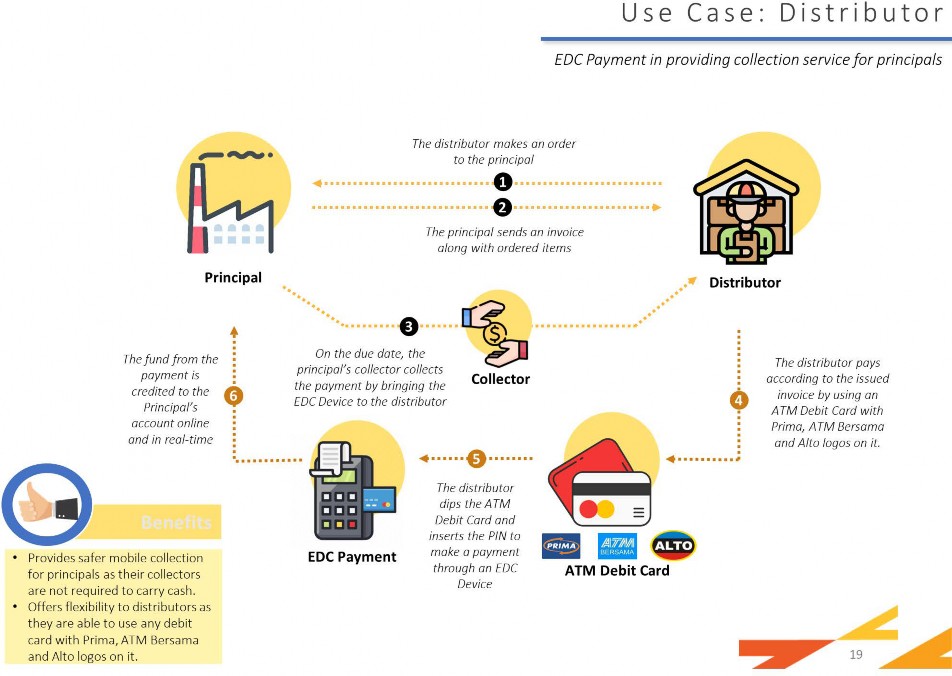 Use Case: Distributor
EDC Payment in providing collection service for principals
The distributor makes an order
to the principal
1
2
The principal sends an invoice
along with ordered items
Principal
Distributor
3
On the due date, the
principal's collector collects
the payment by bringing the
EDC Device to the distributor
Collector
The fund from the
payment is
credited to the
Principal's
account online
and in real-time
6
4
The distributor pays
according to the issued
invoice by using an
ATM Debit Card with
Prima, ATM Bersama
and Alto logos on it.
5
The distributor
dips the ATM
Debit Card and
inserts the PIN to
make a payment
through an EDC
Device
EDC Payment
PRIMA
ATM
BERSAMA
ALTO
ATM Debit Card
Benefits
• Provides safer mobile collection
for principals as their collectors
are not required to carry cash.
• Offers flexibility to distributors as
they are able to use any debit
card with Prima, ATM Bersama
and Alto logos on it.
19